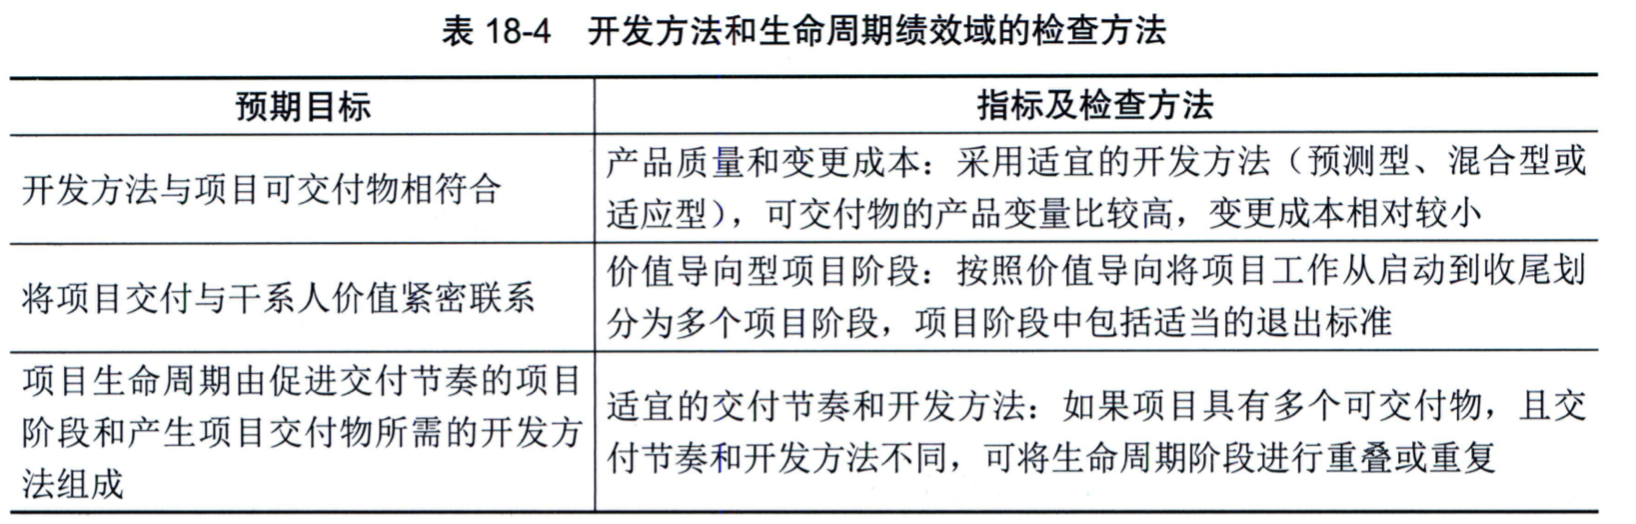 表 18-4 开发方法和生命周期绩效域的检查方法
预期目标
指标及检查方法
开发方法与项目可交付物相符合
产品质量和变更成本：采用适宜的开发方法（预测型、混合型或
适应型），可交付物的产品变量比较高，变更成本相对较小
将项目交付与干系人价值紧密联系
价值导向型项目阶段：按照价值导向将项目工作从启动到收尾划
分为多个项目阶段，项目阶段中包括适当的退出标准
项目生命周期由促进交付节奏的项目
阶段和产生项目交付物所需的开发方
法组成
适宜的交付节奏和开发方法：如果项目具有多个可交付物，且交
付节奏和开发方法不同，可将生命周期阶段进行重叠或重复